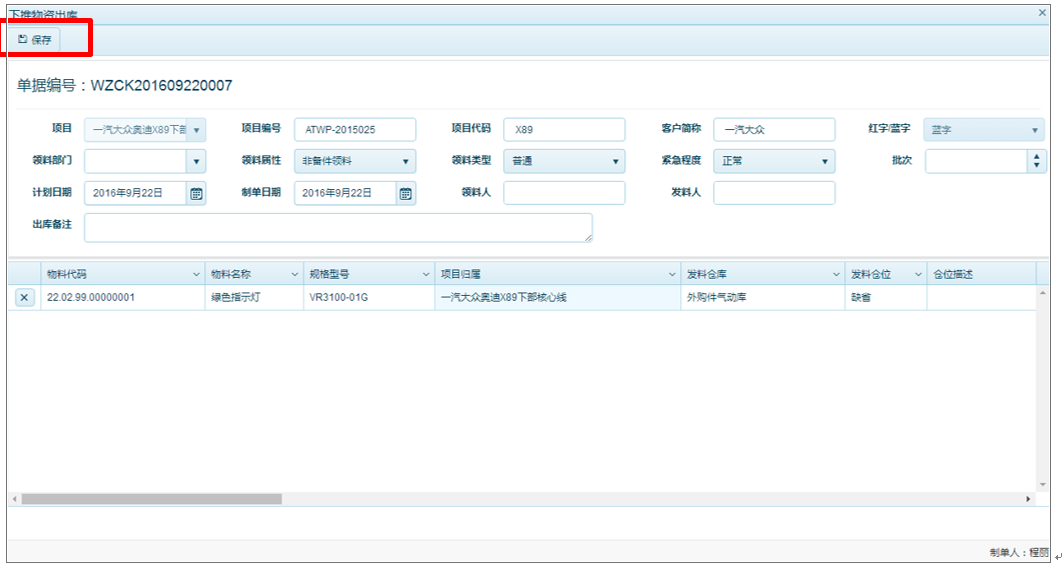 下推物资出库
保存
单据编号：WZCK201609220007
项目 一汽大众奥迪X89下部 项目编号 ATWP-2015025 项目代码 X89 客户简称 一汽大众 红字/蓝字 蓝字
领料部门 领料属性 非备件领料 领料类型 普通 紧急程度 正常 批次
计划日期 2016年9月22日 制单日期 2016年9月22日 领料人 发料人
出库备注
物料代码 物料名称 规格型号 项目归属 发料仓库 发料仓位 仓位描述
22.02.99.00000001 绿色指示灯 VR3100-01G 一汽大众奥迪X89下部核心线 外购件气动库 缺省
制单人：程丽